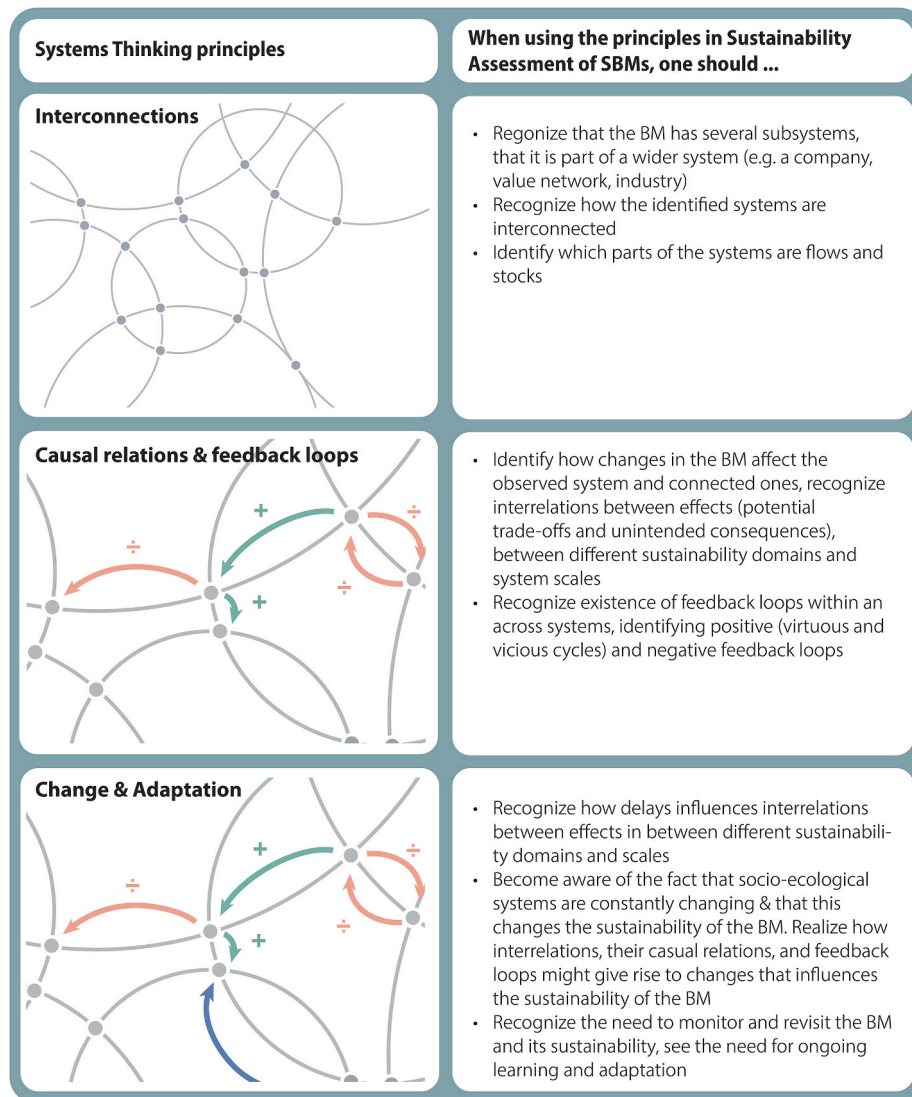 Systems Thinking principles
When using the principles in Sustainability
Assessment of SBMs, one should ...
Interconnections
• Regonize that the BM has several subsystems,
that it is part of a wider system (e.g. a company,
value network, industry)
• Recognize how the identified systems are
interconnected
• Identify which parts of the systems are flows and
stocks
Causal relations & feedback loops
+
÷
÷
÷
+
• Identify how changes in the BM affect the
observed system and connected ones, recognize
interrelations between effects (potential
trade-offs and unintended consequences),
between different sustainability domains and
system scales
• Recognize existence of feedback loops within an
across systems, identifying positive (virtuous and
vicious cycles) and negative feedback loops
Change & Adaptation
+
÷
÷
÷
+
• Recognize how delays influences interrelations
between effects in between different sustainabili-
ty domains and scales
• Become aware of the fact that socio-ecological
systems are constantly changing & that this
changes the sustainability of the BM. Realize how
interrelations, their casual relations, and feedback
loops might give rise to changes that influences
the sustainability of the BM
• Recognize the need to monitor and revisit the BM
and its sustainability, see the need for ongoing
learning and adaptation